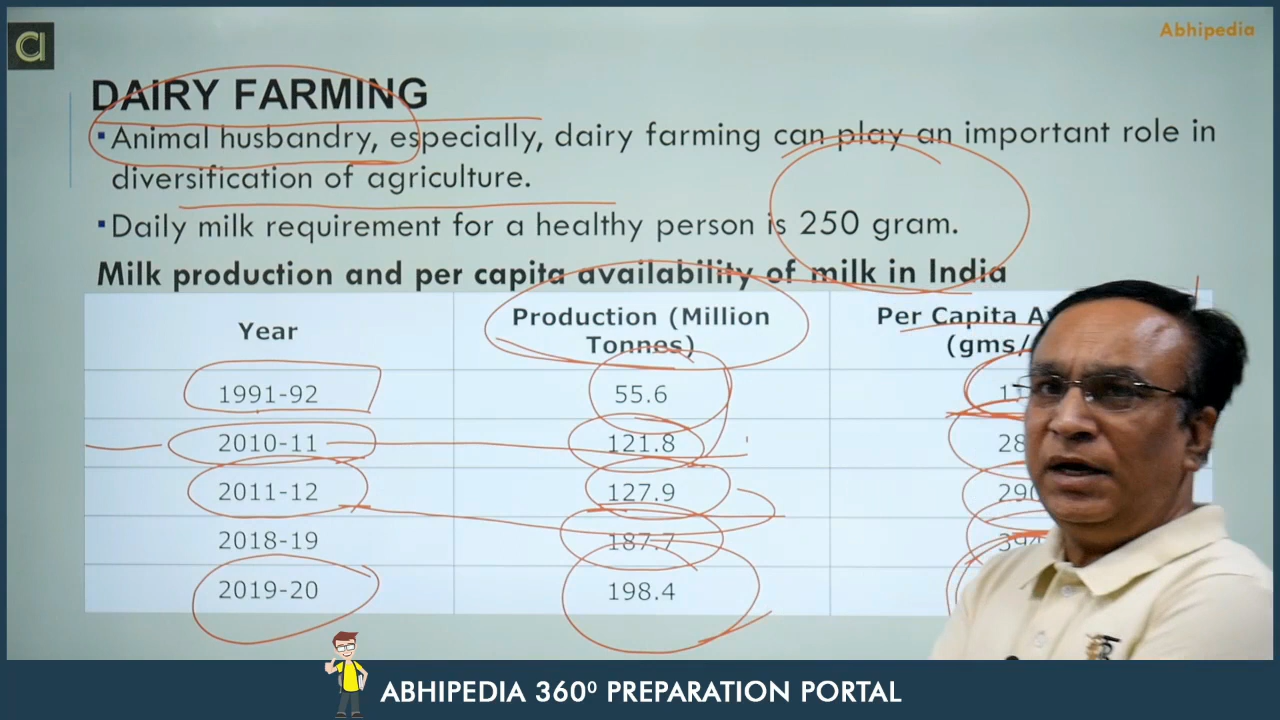 Abhipedia
DAIRY FARMING
▪Animal husbandry, especially, dairy farming can play an important role in
diversification of agriculture.
▪Daily milk requirement for a healthy person is 250 gram.
Milk production and per capita availability of milk in India
Year Production (Million Tonnes) Per Capita (gms/
1991-92 55.6
2010-11 121.8
2011-12 127.9
2018-19 187.7
2019-20 198.4
ABHIPEDIA 360⁰ PREPARATION PORTAL